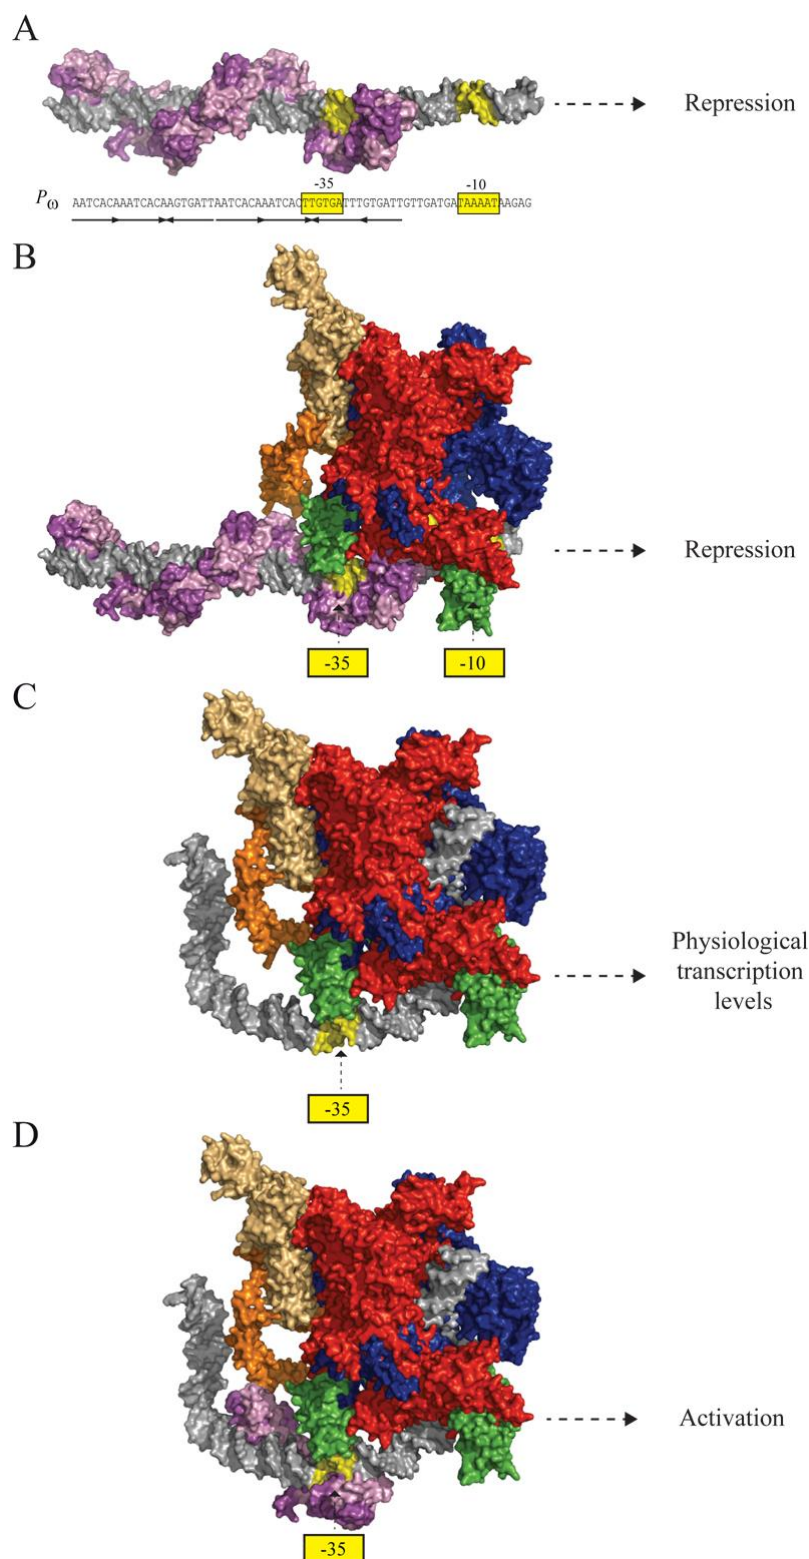 A
Repression
-35 -10
Pω AATCACAAATCACAAGTGATTAATCACAAATCACTTGTGATTTGTGATTGTTGATGATAAAATAAGAG
B
Repression
-35 -10
C
Physiological
transcription
levels
-35
D
Activation
-35